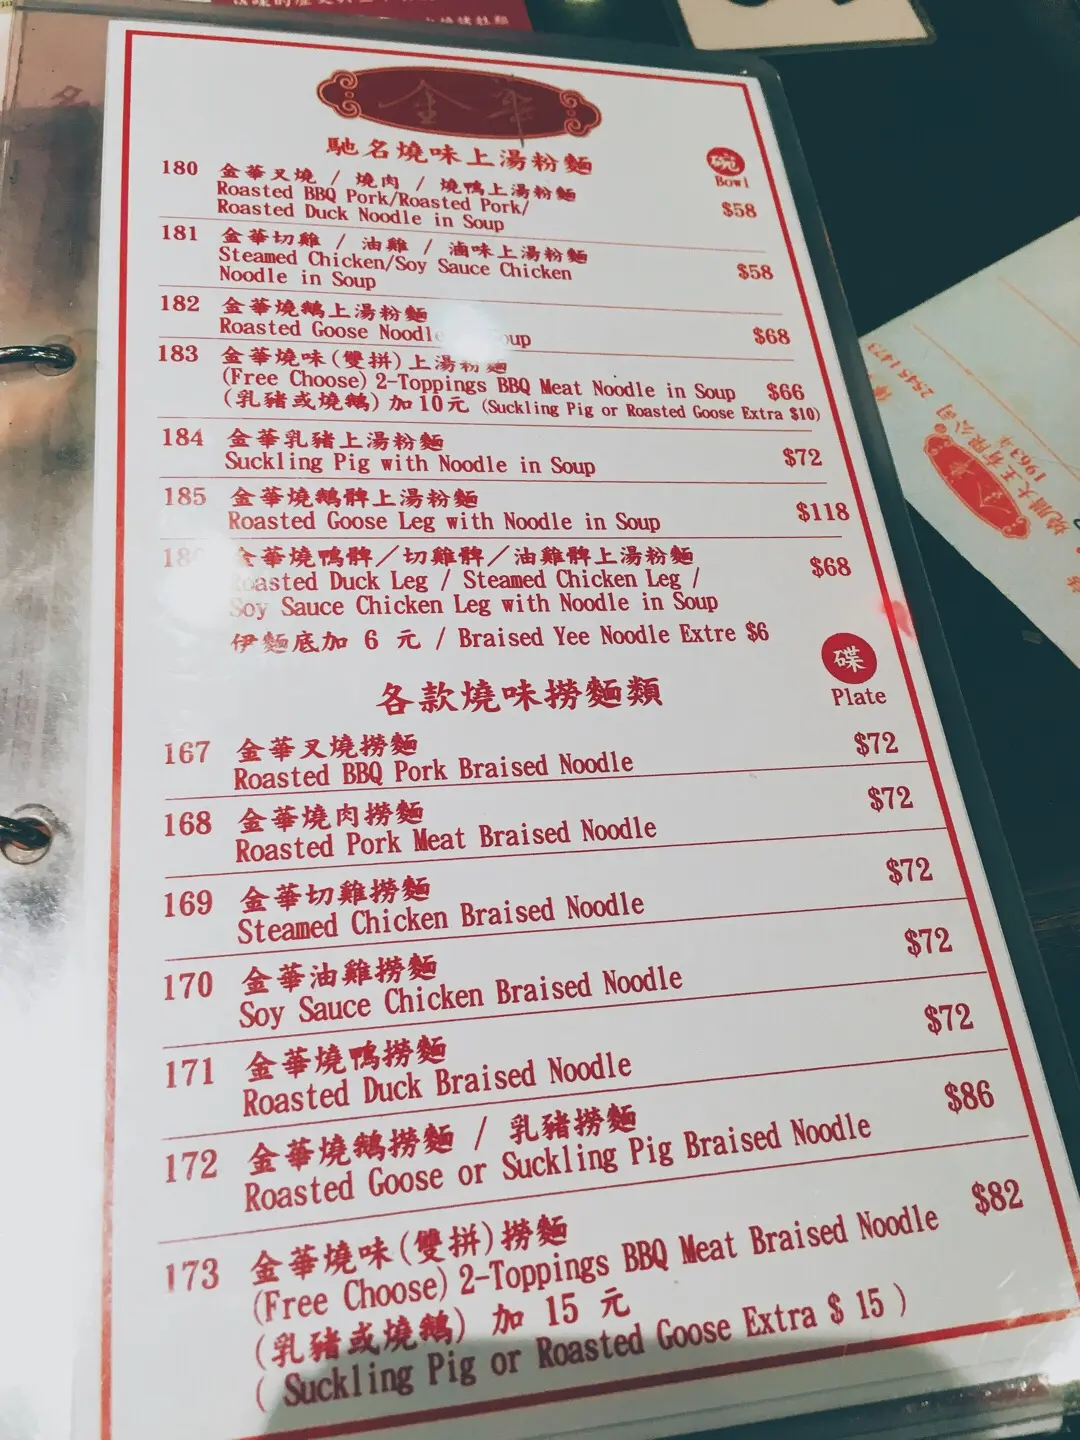 金華
馳名燒味上湯粉麵
碗
Bowl
180 金華叉燒 / 燒肉 / 燒鴨上湯粉麵
Roasted BBQ Pork/Roasted Pork/
Roasted Duck Noodle in Soup $58
181 金華切雞 / 油雞 / 滷味上湯粉麵
Steamed Chicken/Soy Sauce Chicken
Noodle in Soup $58
182 金華燒鵝上湯粉麵
Roasted Goose Noodle Soup $68
183 金華燒味(雙拼)上湯粉麵
(Free Choose) 2-Toppings BBQ Meat Noodle in Soup $66
(乳豬或燒鵝) 加10元 (Suckling Pig or Roasted Goose Extra $10)
184 金華乳豬上湯粉麵
Suckling Pig with Noodle in Soup $72
185 金華燒鵝髀上湯粉麵
Roasted Goose Leg with Noodle in Soup $118
金華燒鴨髀/切雞髀/油雞髀上湯粉麵
Roasted Duck Leg / Steamed Chicken Leg / $68
Soy Sauce Chicken Leg with Noodle in Soup
伊麵底加 6 元 / Braised Yee Noodle Extre $6
碟
各款燒味撈麵類 Plate
167 金華叉燒撈麵
Roasted BBQ Pork Braised Noodle $72
168 金華燒肉撈麵
Roasted Pork Meat Braised Noodle $72
169 金華切雞撈麵
Steamed Chicken Braised Noodle $72
170 金華油雞撈麵
Soy Sauce Chicken Braised Noodle $72
171 金華燒鴨撈麵
Roasted Duck Braised Noodle $72
172 金華燒鵝撈麵 / 乳豬撈麵
Roasted Goose or Suckling Pig Braised Noodle $86
173 金華燒味(雙拼)撈麵
(Free Choose) 2-Toppings BBQ Meat Braised Noodle $82
(乳豬或燒鵝) 加 15 元
( Suckling Pig or Roasted Goose Extra $ 15 )
2545 1473
燒腊大王有限公司
1963